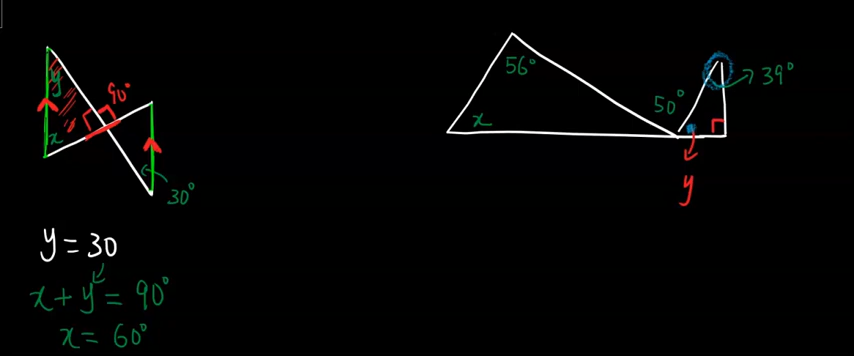 y
90°
x
30°
y = 30
x + y = 90°
x = 60°
56°
x
50°
39°
y